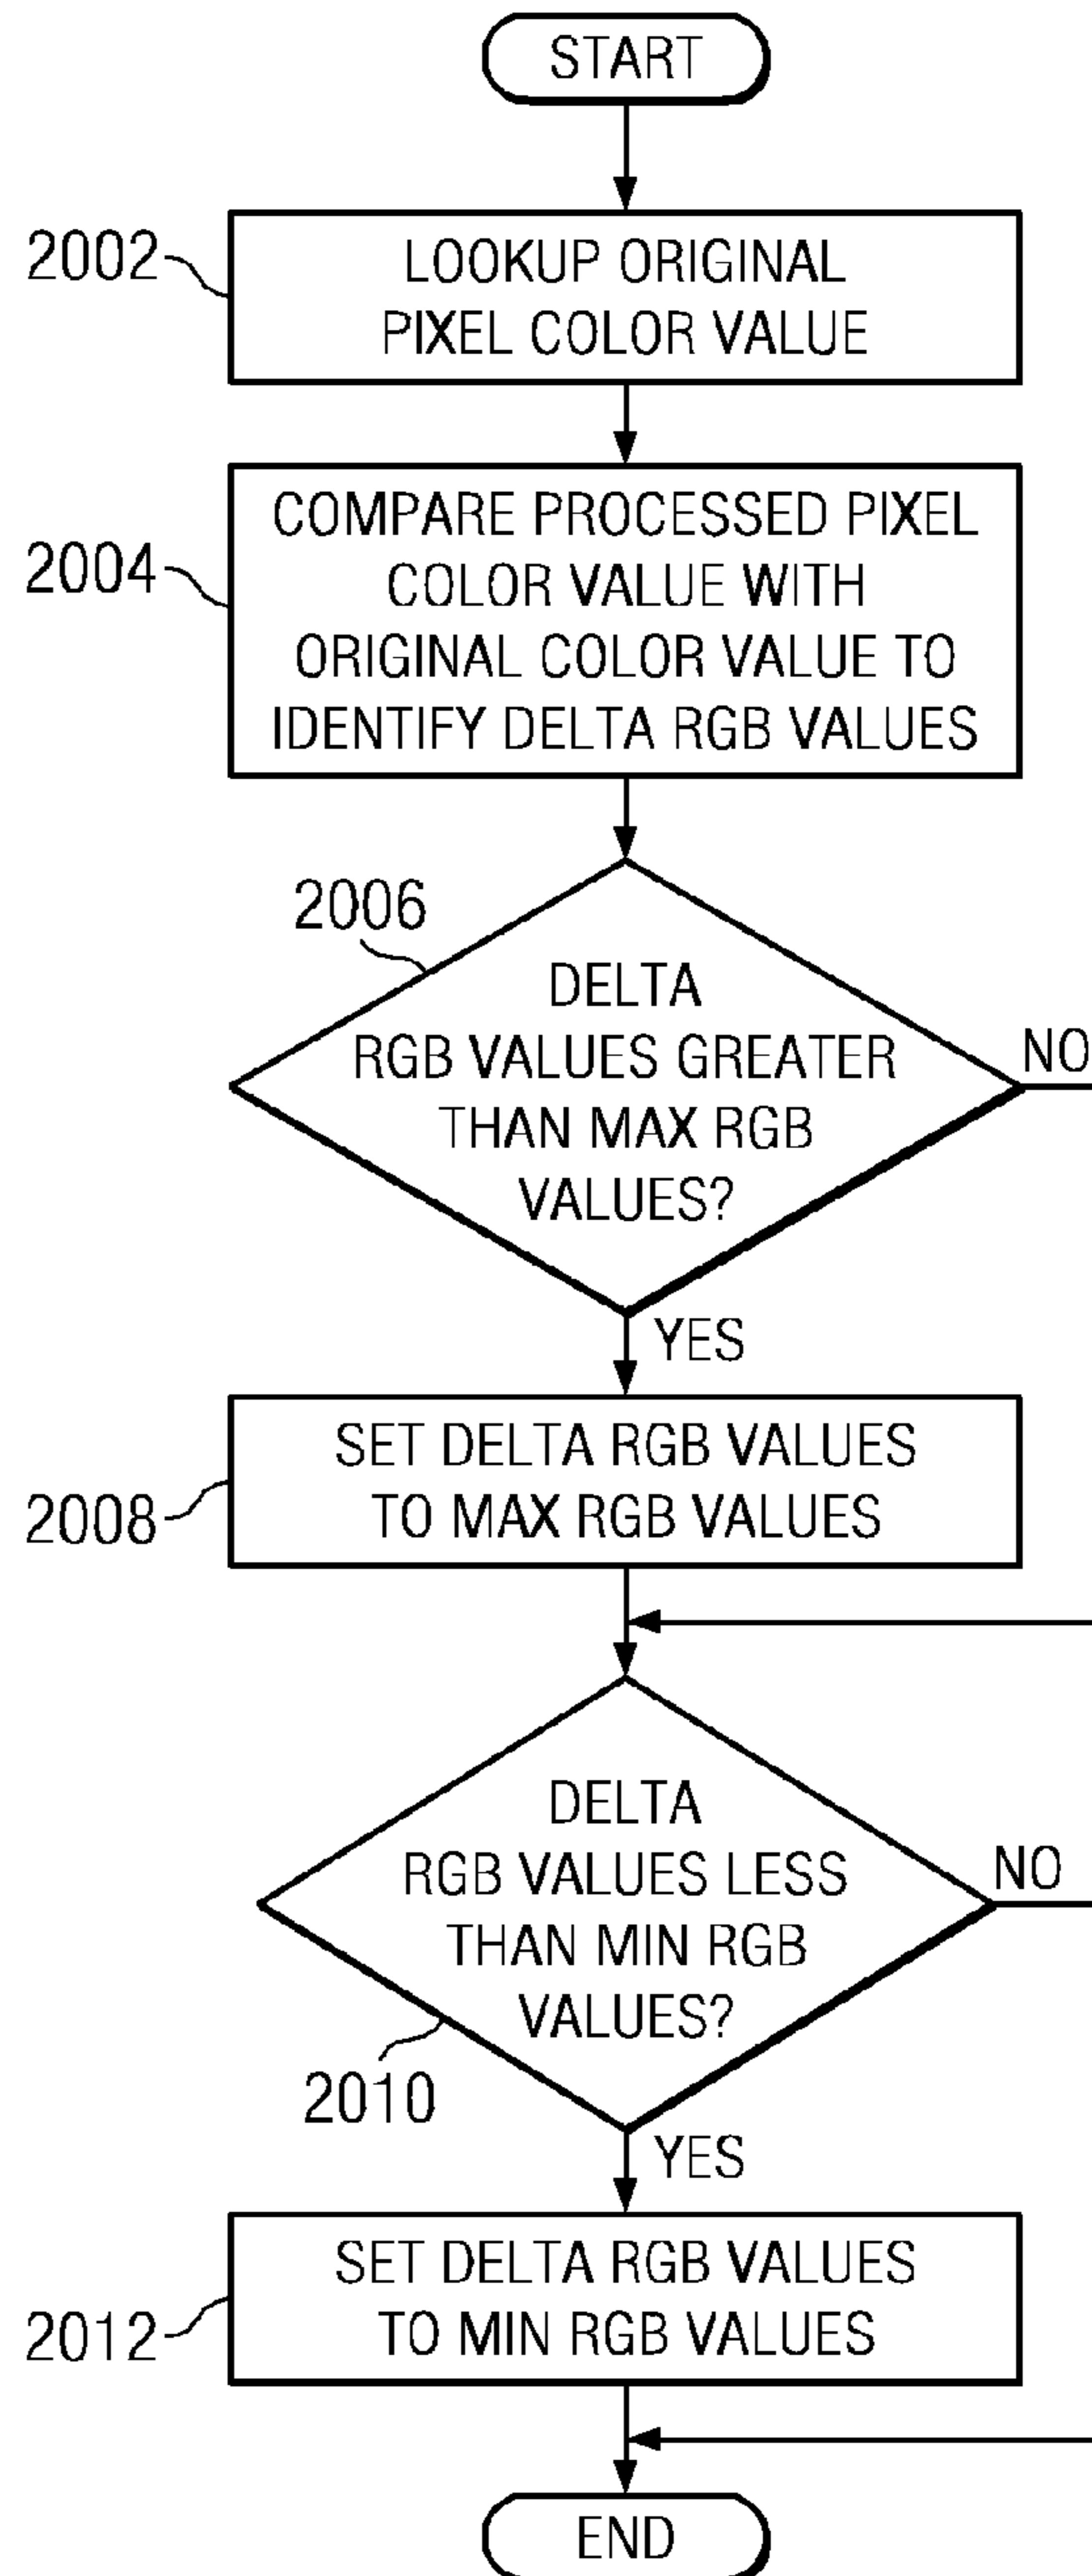 START
2002
LOOKUP ORIGINAL
PIXEL COLOR VALUE
2004
COMPARE PROCESSED PIXEL
COLOR VALUE WITH
ORIGINAL COLOR VALUE TO
IDENTIFY DELTA RGB VALUES
2006
DELTA
RGB VALUES GREATER
THAN MAX RGB
VALUES?
NO
YES
2008
SET DELTA RGB VALUES
TO MAX RGB VALUES
DELTA
RGB VALUES LESS
THAN MIN RGB
VALUES?
NO
2010
YES
2012
SET DELTA RGB VALUES
TO MIN RGB VALUES
END